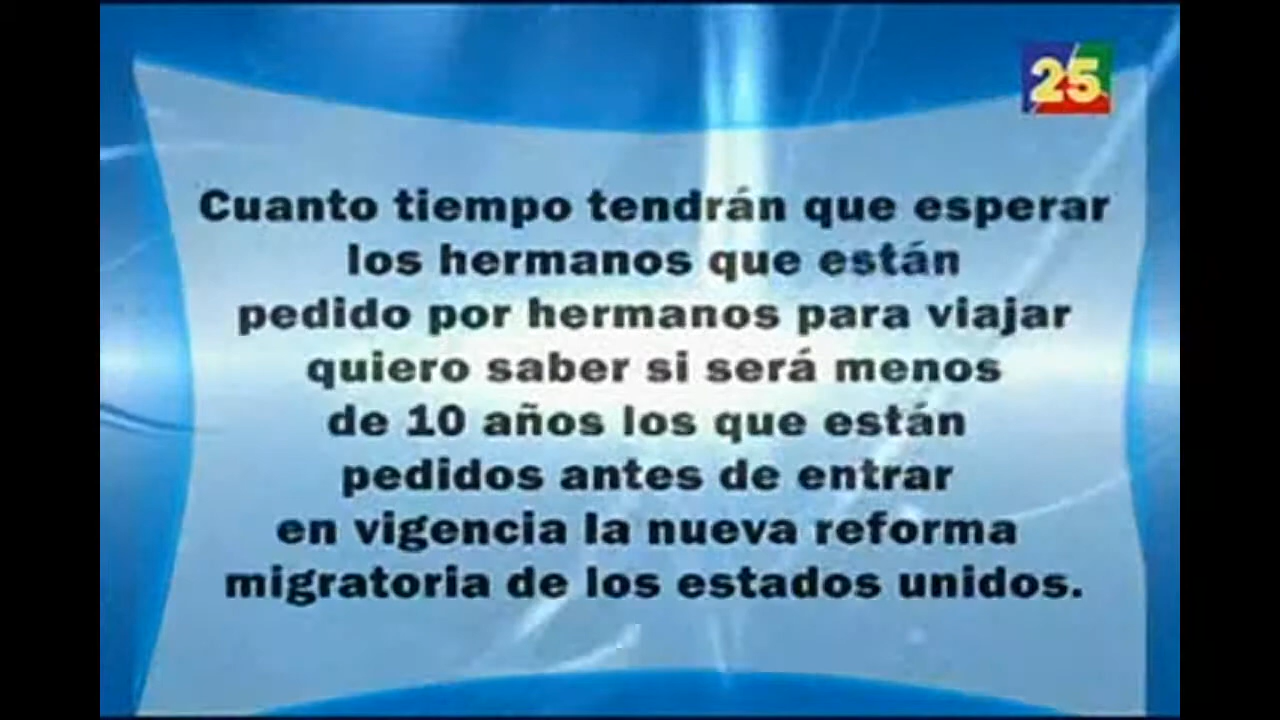 25
Cuanto tiempo tendrán que esperar
los hermanos que están
pedido por hermanos para viajar
quiero saber si será menos
de 10 años los que están
pedidos antes de entrar
en vigencia la nueva reforma
migratoria de los estados unidos.